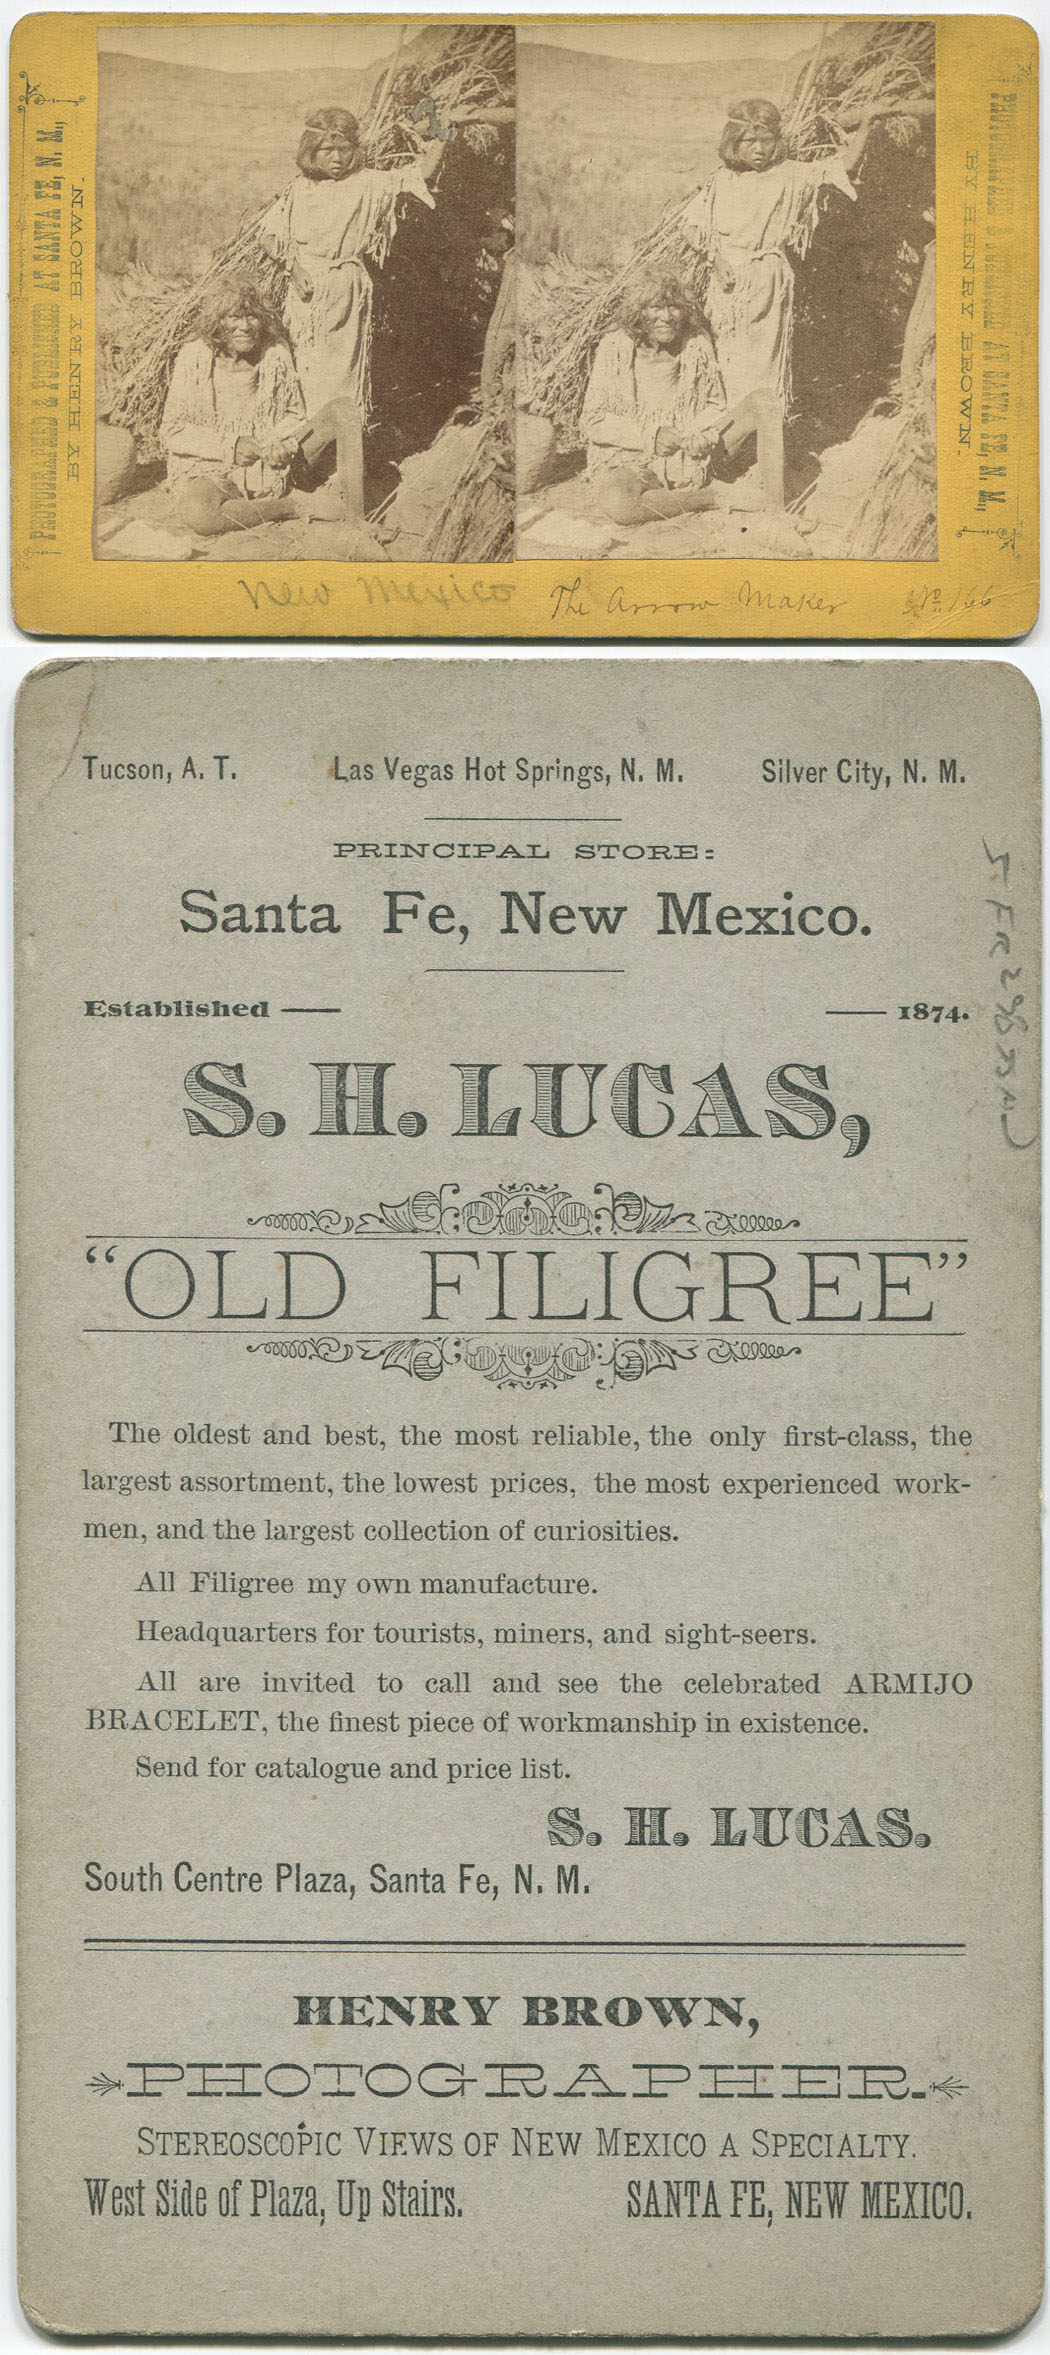 PHOTOGRAPHED & PUBLISHED AT SANTA FE, N. M.,
BY HENRY BROWN.
PHOTOGRAPHED & PUBLISHED AT SANTA FE, N. M.,
BY HENRY BROWN.
New Mexico
The Arrow Maker No. 166
Tucson, A. T. Las Vegas Hot Springs, N. M. Silver City, N. M.
PRINCIPAL STORE:
Santa Fe, New Mexico.
Established — — 1874.
S. H. LUCAS,
"OLD FILIGREE"
The oldest and best, the most reliable, the only first-class, the
largest assortment, the lowest prices, the most experienced work-
men, and the largest collection of curiosities.
All Filigree my own manufacture.
Headquarters for tourists, miners, and sight-seers.
All are invited to call and see the celebrated ARMIJO
BRACELET, the finest piece of workmanship in existence.
Send for catalogue and price list.
S. H. LUCAS.
South Centre Plaza, Santa Fe, N. M.
HENRY BROWN,
PHOTOGRAPHER.
STEREOSCOPIC VIEWS OF NEW MEXICO A SPECIALTY.
West Side of Plaza, Up Stairs. SANTA FE, NEW MEXICO.